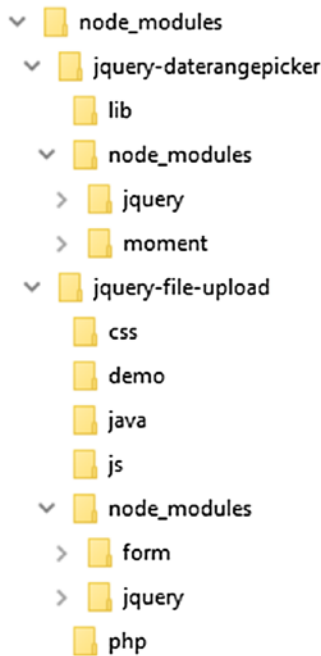 node_modules
jquery-daterangepicker
lib
node_modules
jquery
moment
jquery-file-upload
css
demo
java
js
node_modules
form
jquery
php